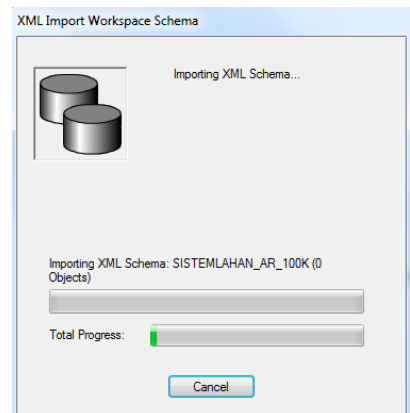 XML Import Workspace Schema
Importing XML Schema...
Importing XML Schema: SISTEMLAHAN_AR_100K (0
Objects)
Total Progress:
Cancel